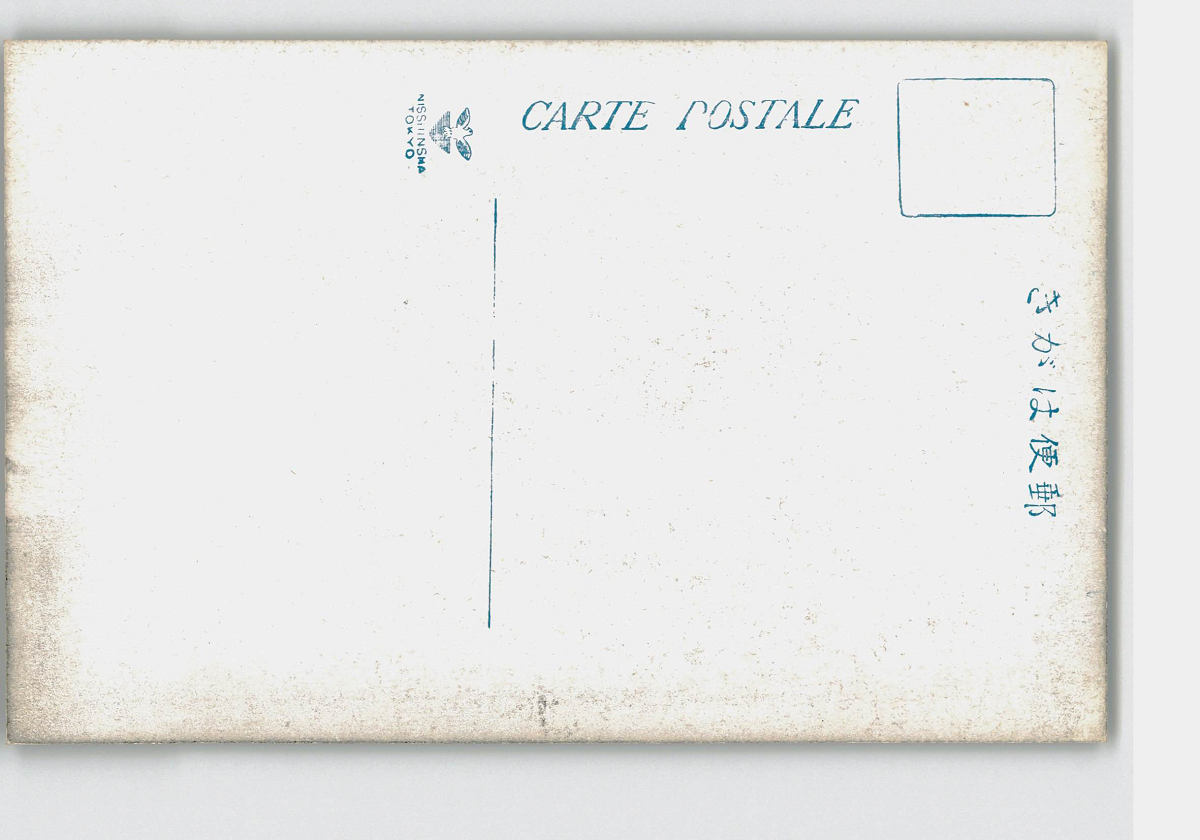 CARTE POSTALE
NISSHINSHA
TOKYO
きがは便郵